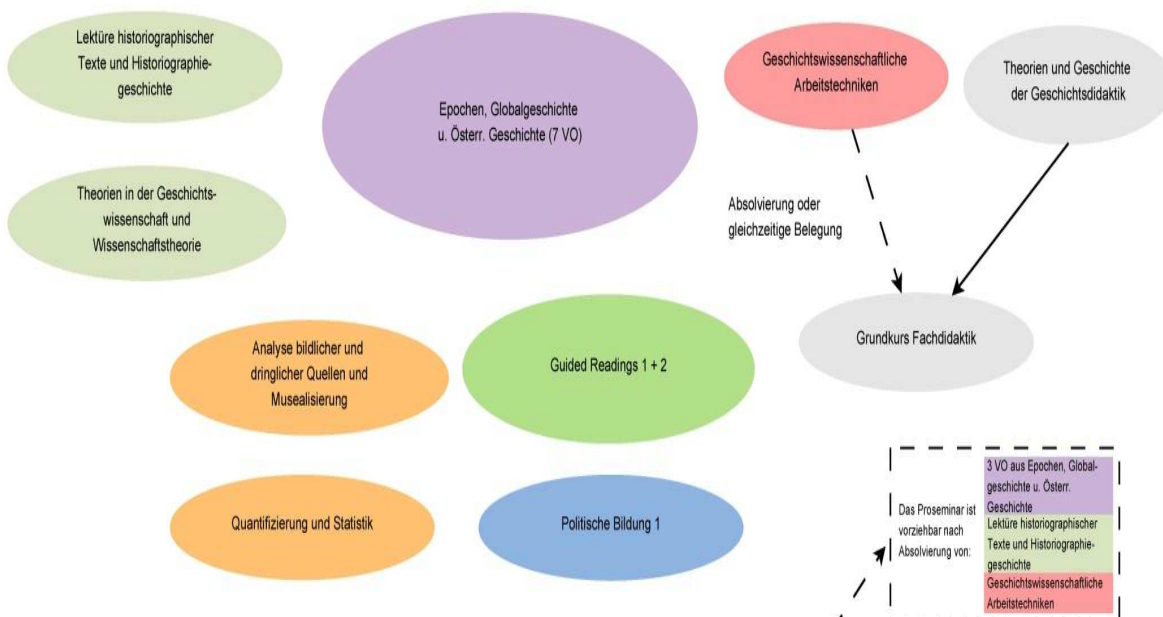 Lektüre historiographischer
Texte und Historiographie-
geschichte
Epochen, Globalgeschichte
u. Österr. Geschichte (7 VO)
Geschichtswissenschaftliche
Arbeitstechniken
Theorien und Geschichte
der Geschichtsdidaktik
Theorien in der Geschichts-
wissenschaft und
Wissenschaftstheorie
Absolvierung oder
gleichzeitige Belegung
Grundkurs Fachdidaktik
Analyse bildlicher und
dringlicher Quellen und
Musealisierung
Guided Readings 1 + 2
Quantifizierung und Statistik
Politische Bildung 1
Das Proseminar ist
vorziehbar nach
Absolvierung von:
3 VO aus Epochen, Global-
geschichte u. Österr.
Geschichte
Lektüre historiographischer
Texte und Historiographie-
geschichte
Geschichtswissenschaftliche
Arbeitstechniken